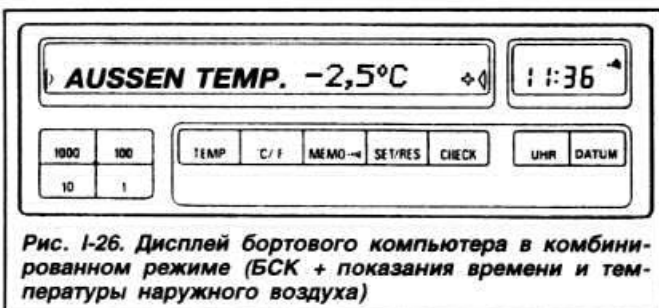 AUSSEN TEMP. -2,5°C
11:36
1000 100
10 1
TEMP °C/F MEMO SET/RES CHECK UHR DATUM
Рис. I-26. Дисплей бортового компьютера в комбини-
рованном режиме (БСК + показания времени и тем-
пературы наружного воздуха)